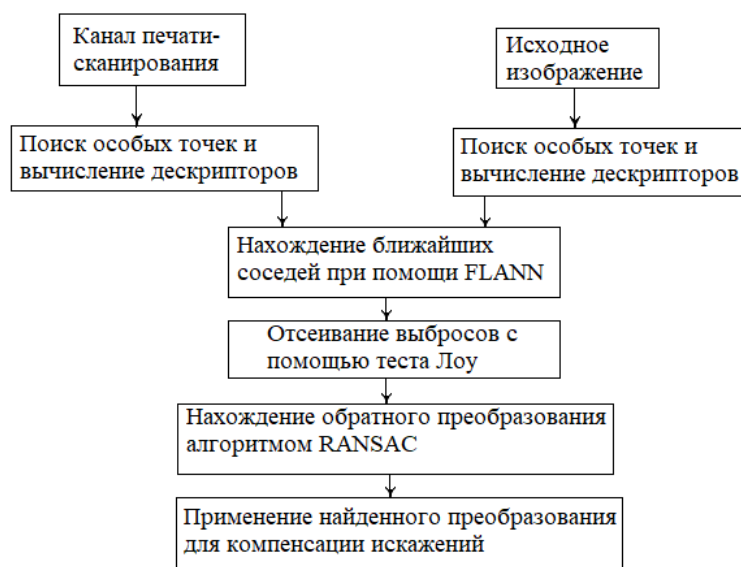 Канал печати-
сканирования
Исходное
изображение
Поиск особых точек и
вычисление дескрипторов
Поиск особых точек и
вычисление дескрипторов
Нахождение ближайших
соседей при помощи FLANN
Отсеивание выбросов с
помощью теста Лоу
Нахождение обратного преобразования
алгоритмом RANSAC
Применение найденного преобразования
для компенсации искажений